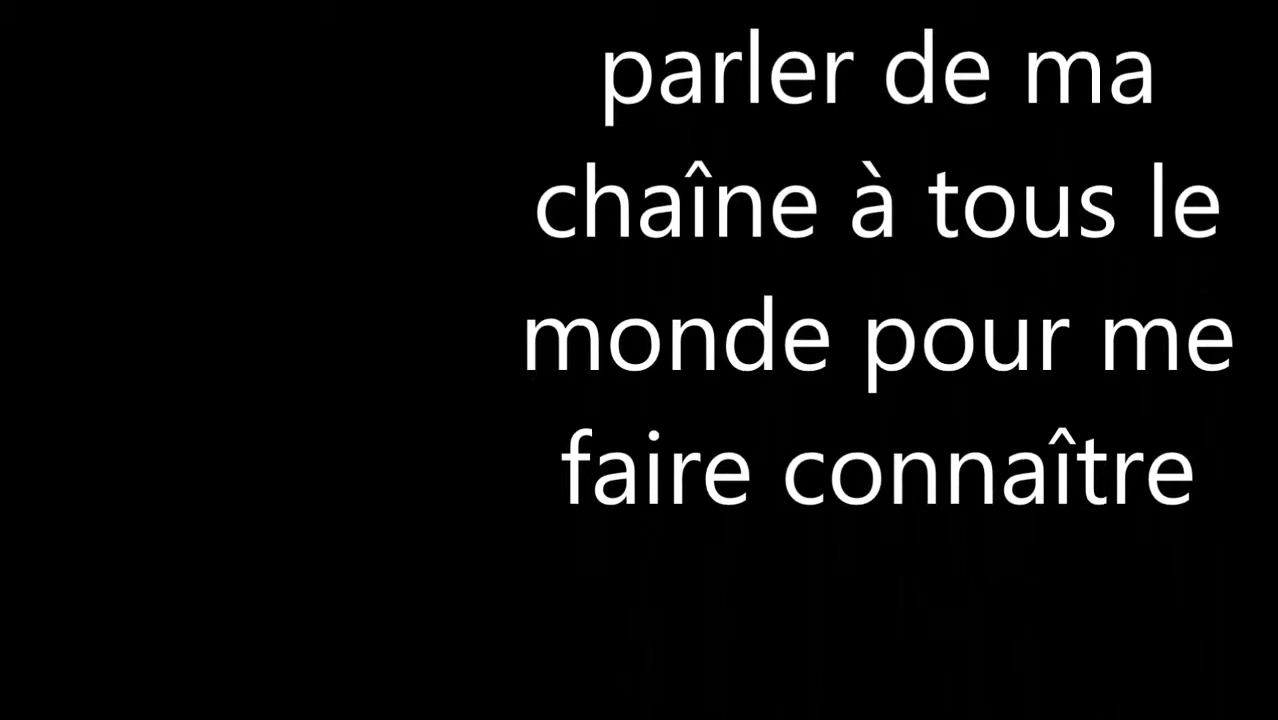 parler de ma
chaîne à tous le
monde pour me
faire connaître